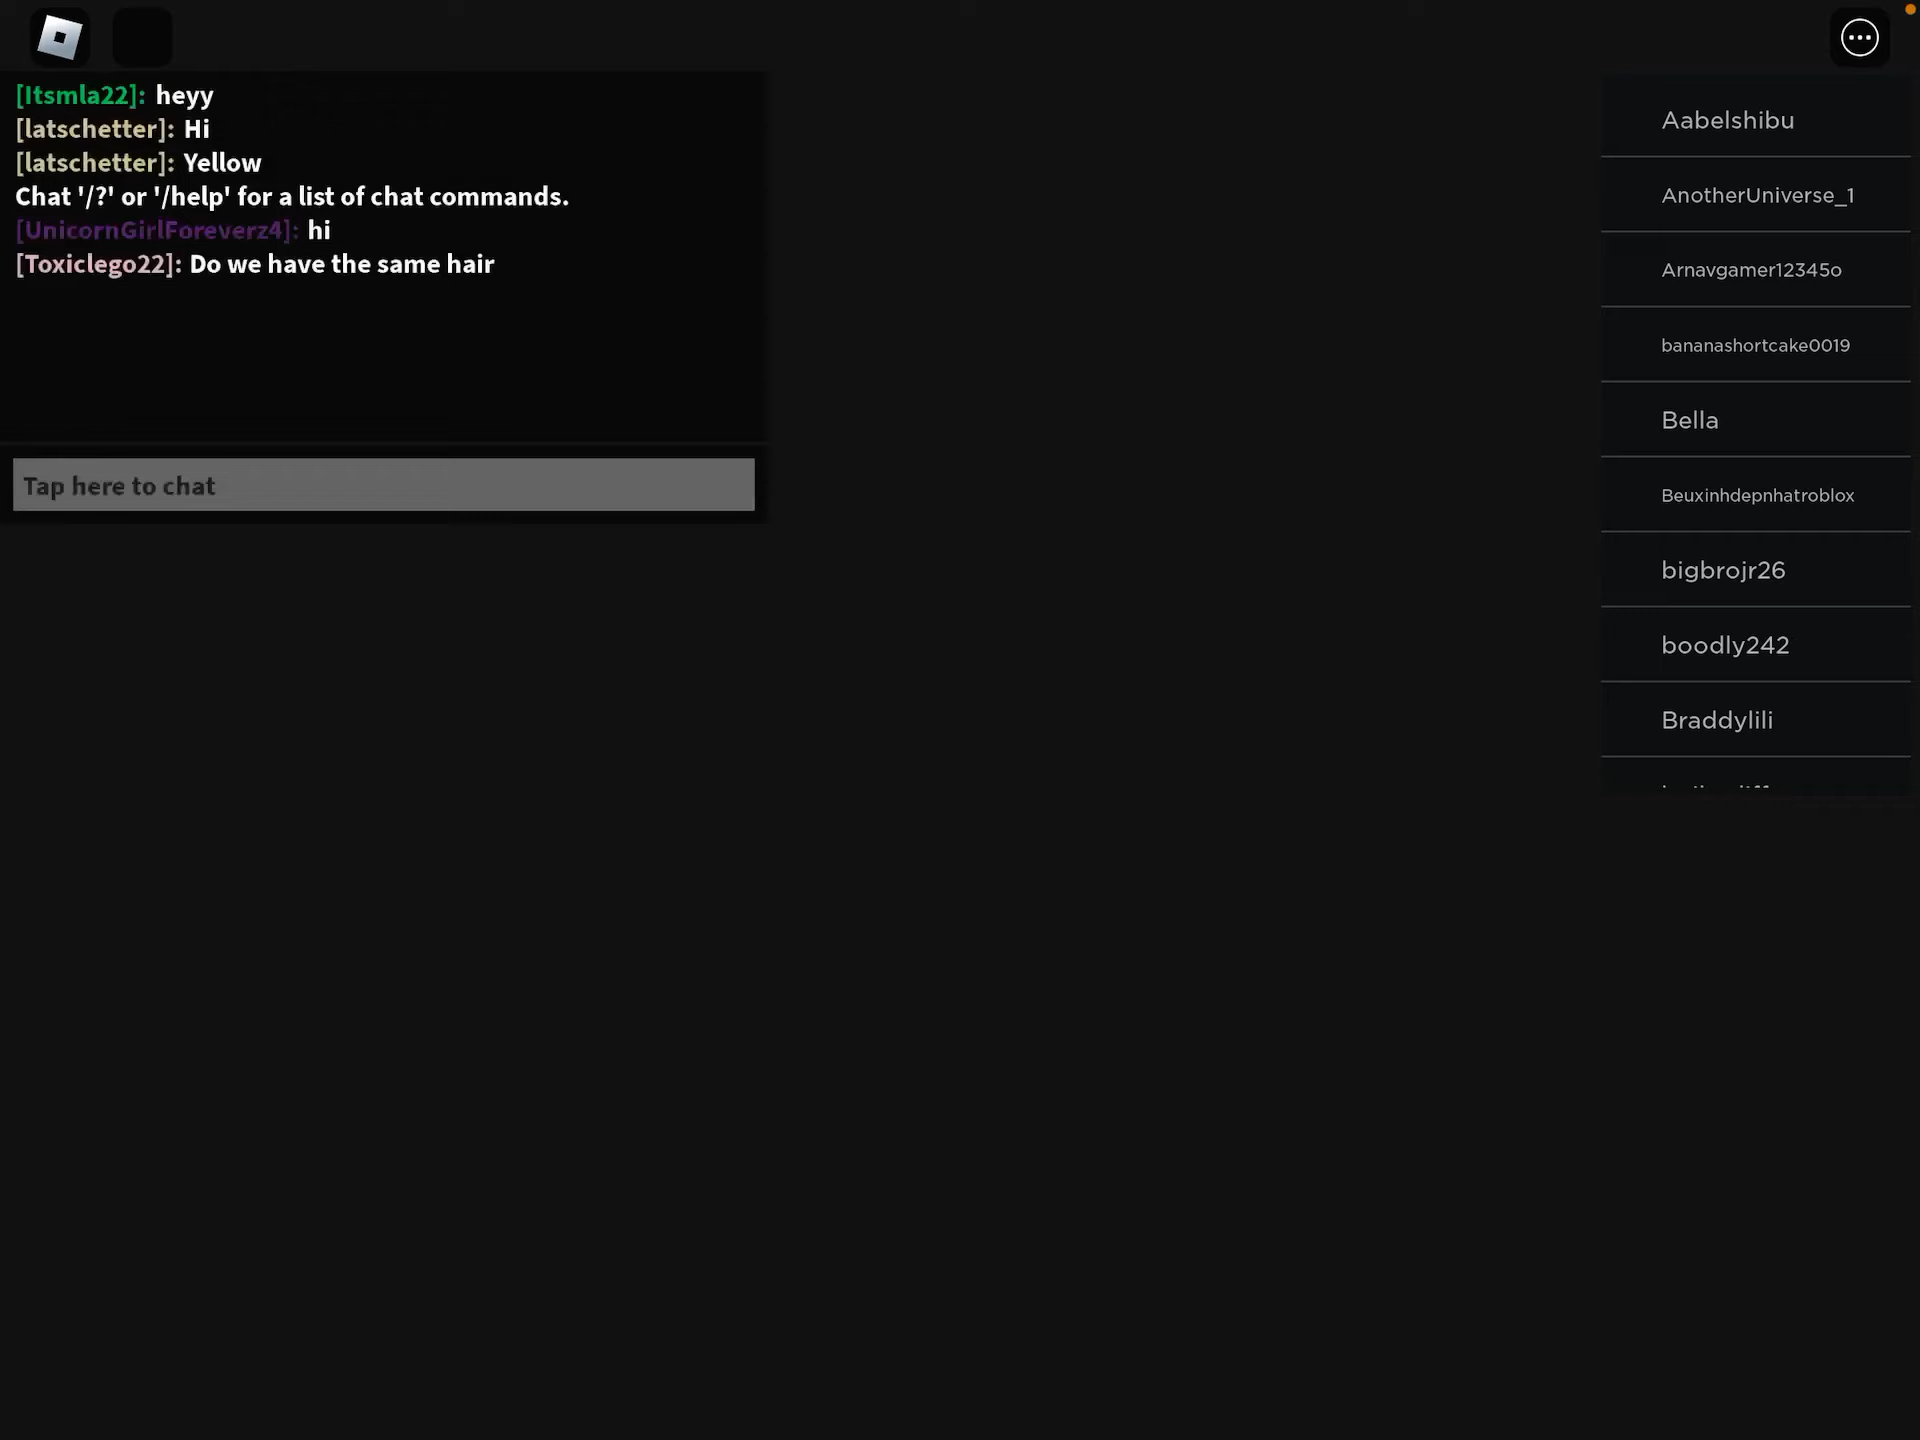 [Itsmla22]: heyy
[latschetter]: Hi
[latschetter]: Yellow
Chat '/?' or '/help' for a list of chat commands.
[UnicornGirlForeverz4]: hi
[Toxiclego22]: Do we have the same hair
Tap here to chat
Aabelshibu
AnotherUniverse_1
Arnavgamer12345o
bananashortcake0019
Bella
Beuxinhdepnhatroblox
bigbrojr26
boodly242
Braddylili